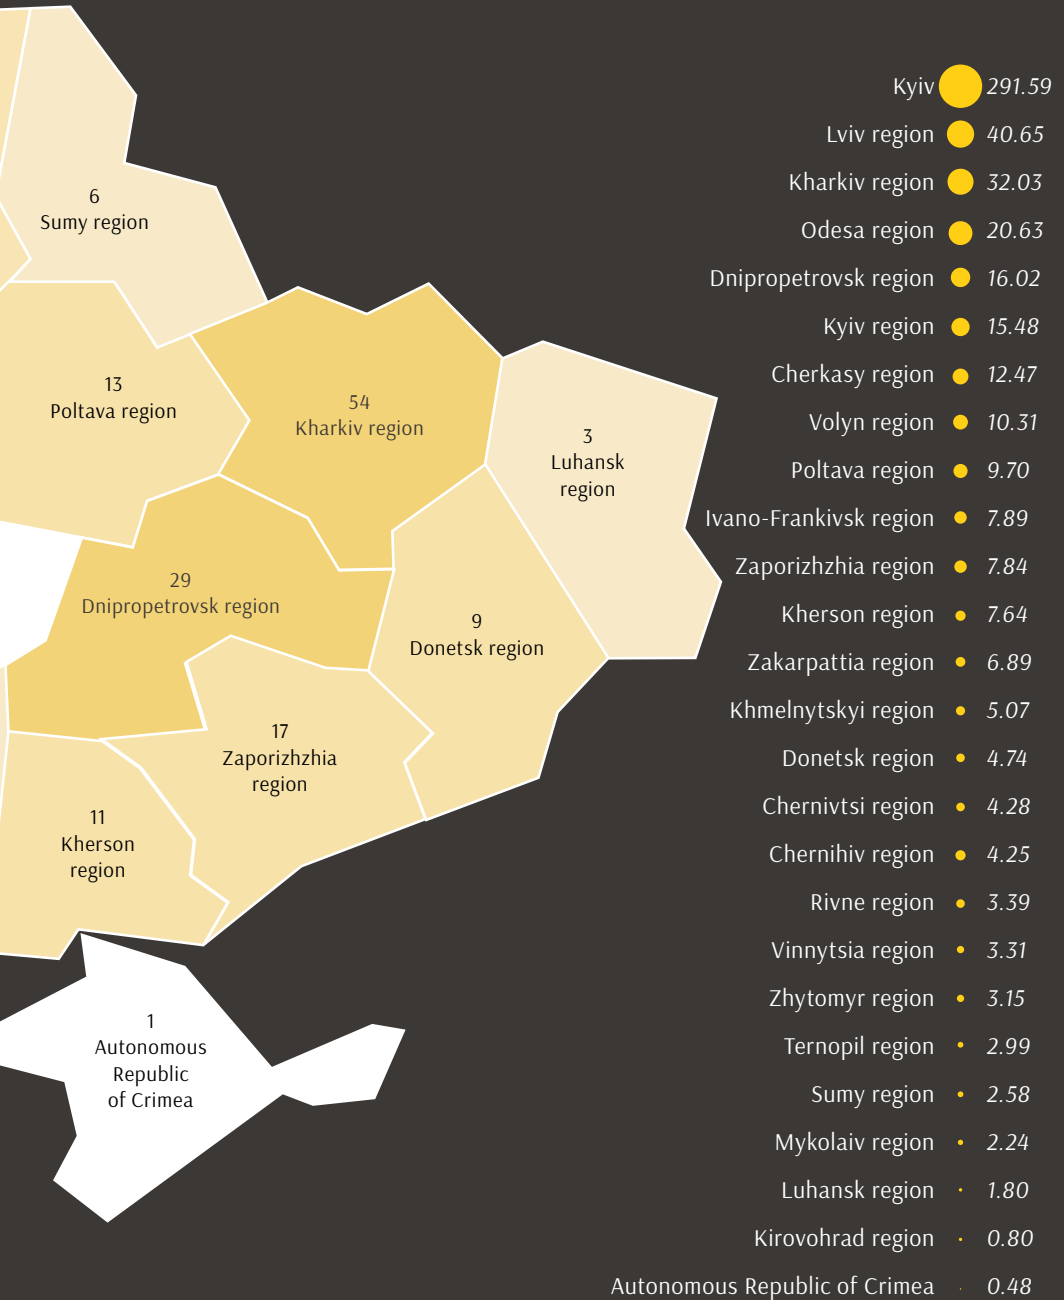 6
Sumy region
13
Poltava region
54
Kharkiv region
3
Luhansk
region
29
Dnipropetrovsk region
9
Donetsk region
17
Zaporizhzhia
region
11
Kherson
region
1
Autonomous
Republic
of Crimea
Kyiv 291.59
Lviv region 40.65
Kharkiv region 32.03
Odesa region 20.63
Dnipropetrovsk region 16.02
Kyiv region 15.48
Cherkasy region 12.47
Volyn region 10.31
Poltava region 9.70
Ivano-Frankivsk region 7.89
Zaporizhzhia region 7.84
Kherson region 7.64
Zakarpattia region 6.89
Khmelnytskyi region 5.07
Donetsk region 4.74
Chernivtsi region 4.28
Chernihiv region 4.25
Rivne region 3.39
Vinnytsia region 3.31
Zhytomyr region 3.15
Ternopil region 2.99
Sumy region 2.58
Mykolaiv region 2.24
Luhansk region 1.80
Kirovohrad region 0.80
Autonomous Republic of Crimea 0.48